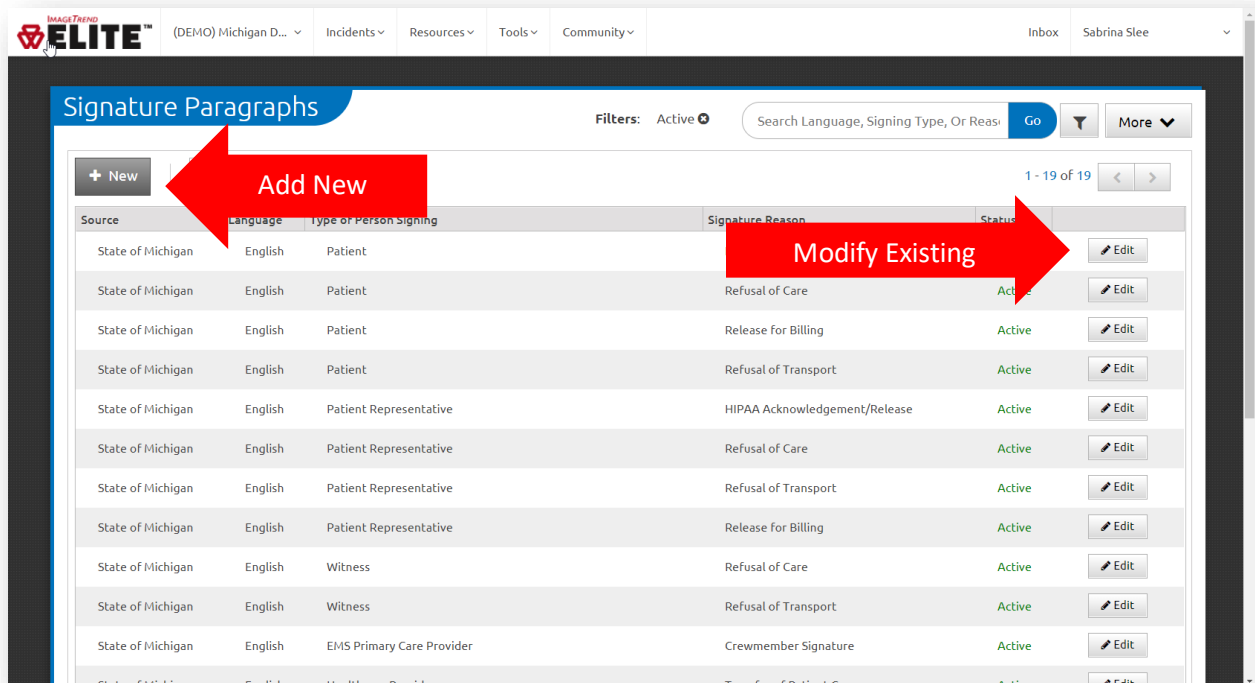 IMAGETREND
ELITE™ (DEMO) Michigan D... Incidents Resources Tools Community Inbox Sabrina Slee
Signature Paragraphs
Filters: Active Search Language, Signing Type, Or Reaso Go More
+ New Add New 1 - 19 of 19
Source Language Type of Person Signing Signature Reason Status
State of Michigan English Patient Modify Existing Edit
State of Michigan English Patient Refusal of Care Active Edit
State of Michigan English Patient Release for Billing Active Edit
State of Michigan English Patient Refusal of Transport Active Edit
State of Michigan English Patient Representative HIPAA Acknowledgement/Release Active Edit
State of Michigan English Patient Representative Refusal of Care Active Edit
State of Michigan English Patient Representative Refusal of Transport Active Edit
State of Michigan English Patient Representative Release for Billing Active Edit
State of Michigan English Witness Refusal of Care Active Edit
State of Michigan English Witness Refusal of Transport Active Edit
State of Michigan English EMS Primary Care Provider Crewmember Signature Active Edit